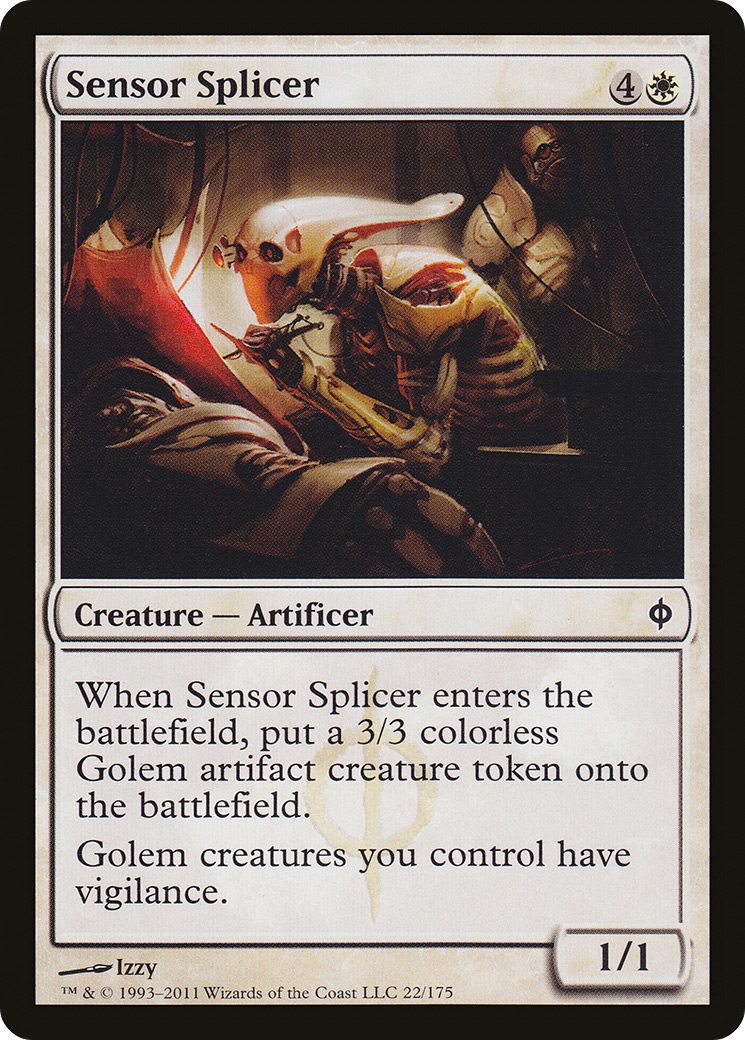 Sensor Splicer 4
Creature — Artificer
When Sensor Splicer enters the
battlefield, put a 3/3 colorless
Golem artifact creature token onto
the battlefield.
Golem creatures you control have
vigilance.
1/1
Izzy
™ & © 1993–2011 Wizards of the Coast LLC 22/175